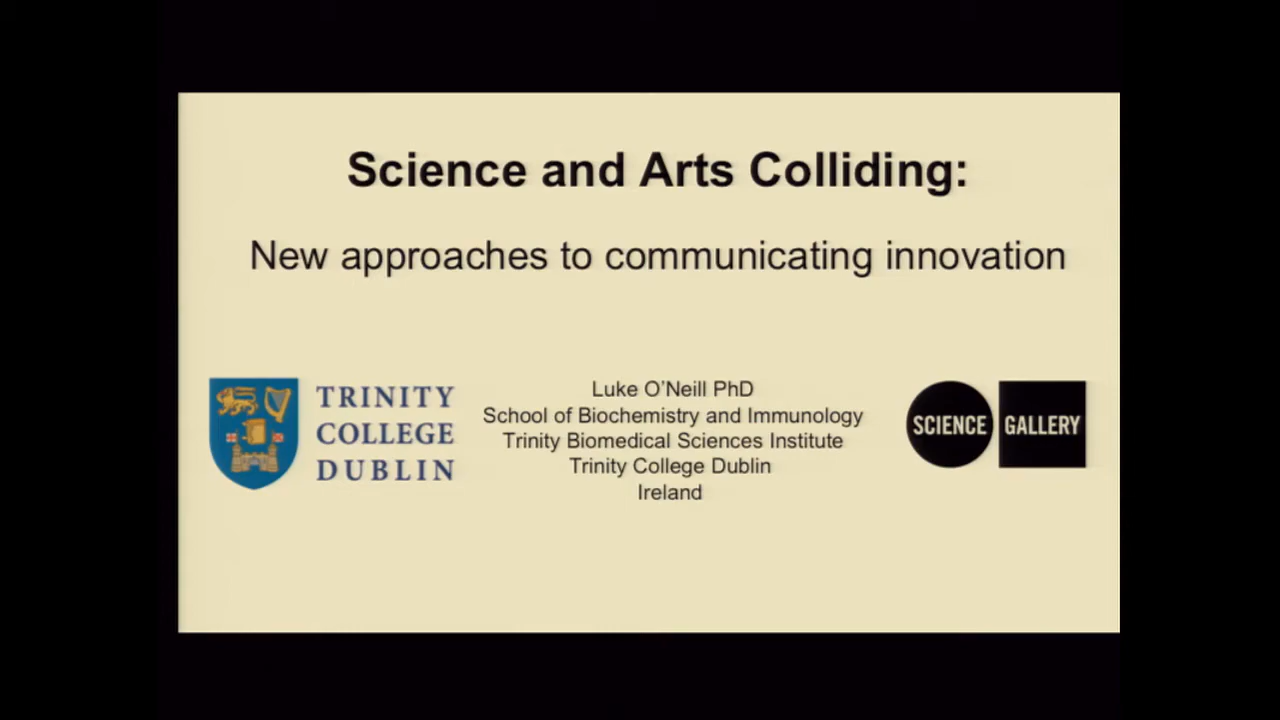 Science and Arts Colliding:
New approaches to communicating innovation
TRINITY
COLLEGE
DUBLIN
Luke O'Neill PhD
School of Biochemistry and Immunology
Trinity Biomedical Sciences Institute
Trinity College Dublin
Ireland
SCIENCE GALLERY